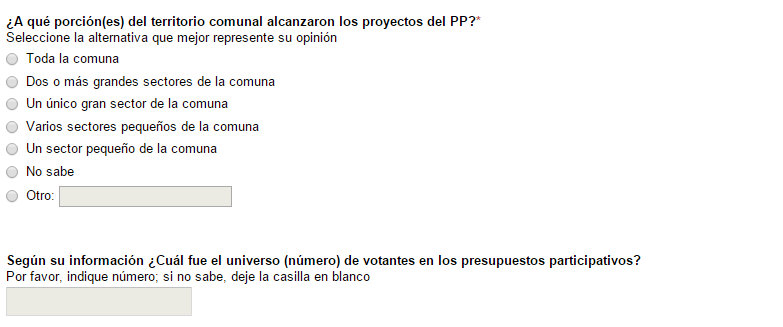 ¿A qué porción(es) del territorio comunal alcanzaron los proyectos del PP?*
Seleccione la alternativa que mejor represente su opinión
Toda la comuna
Dos o más grandes sectores de la comuna
Un único gran sector de la comuna
Varios sectores pequeños de la comuna
Un sector pequeño de la comuna
No sabe
Otro:
Según su información ¿Cuál fue el universo (número) de votantes en los presupuestos participativos?
Por favor, indique número; si no sabe, deje la casilla en blanco